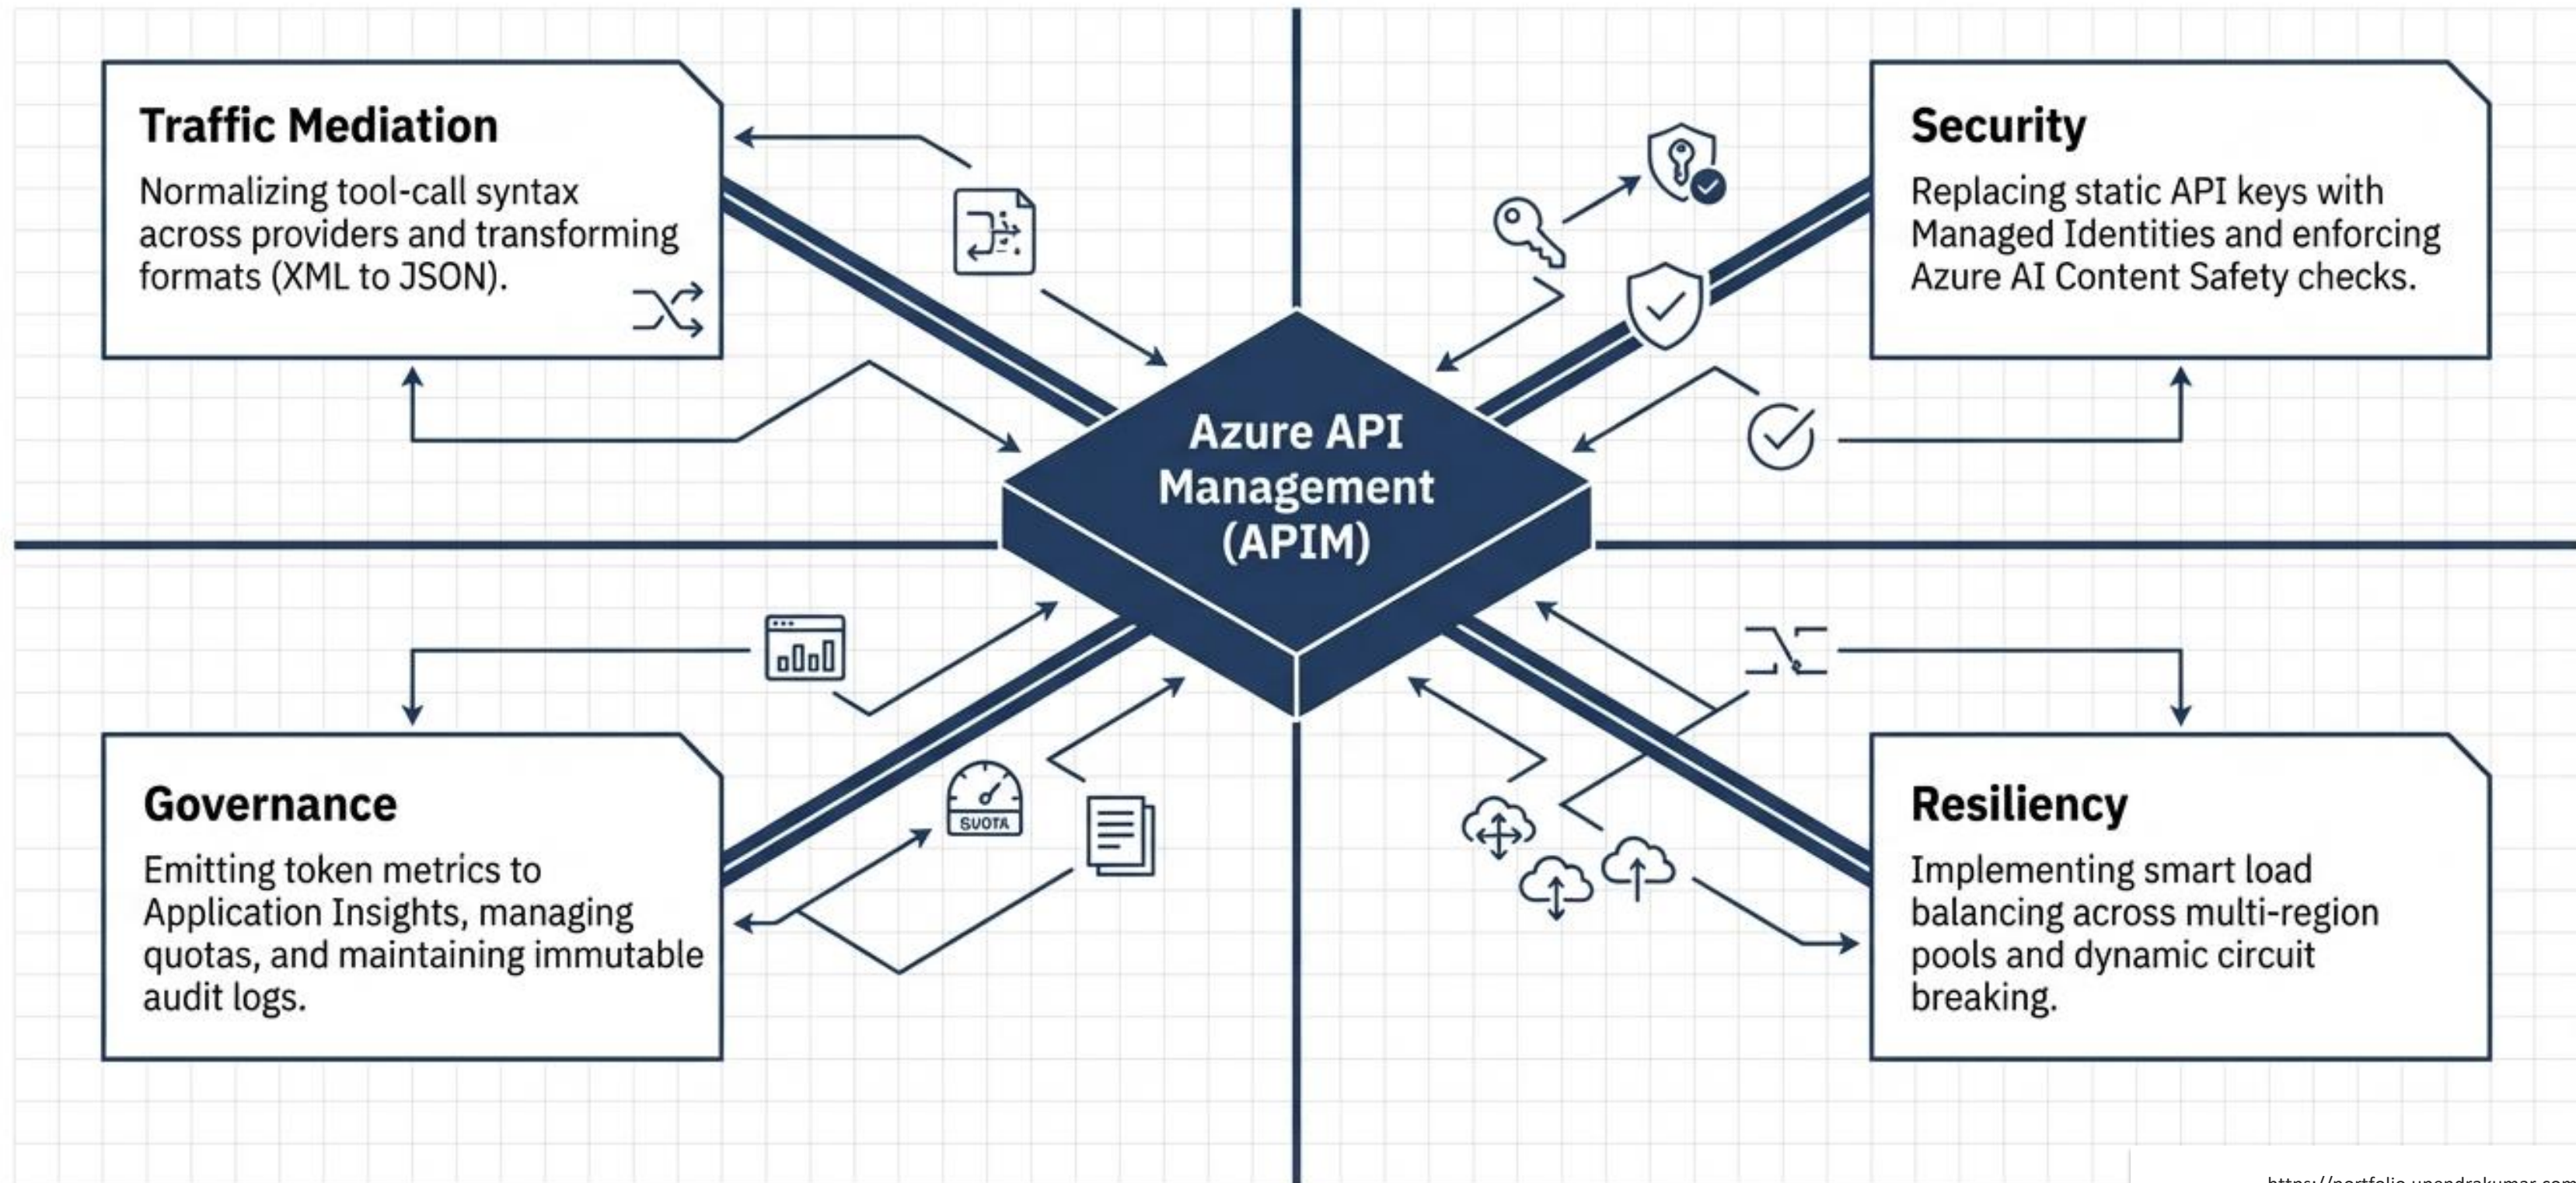 Traffic Mediation
Normalizing tool-call syntax
across providers and transforming
formats (XML to JSON).
Security
Replacing static API keys with
Managed Identities and enforcing
Azure AI Content Safety checks.
Azure API
Management
(APIM)
SUOTA
Governance
Emitting token metrics to
Application Insights, managing
quotas, and maintaining immutable
audit logs.
Resiliency
Implementing smart load
balancing across multi-region
pools and dynamic circuit
breaking.